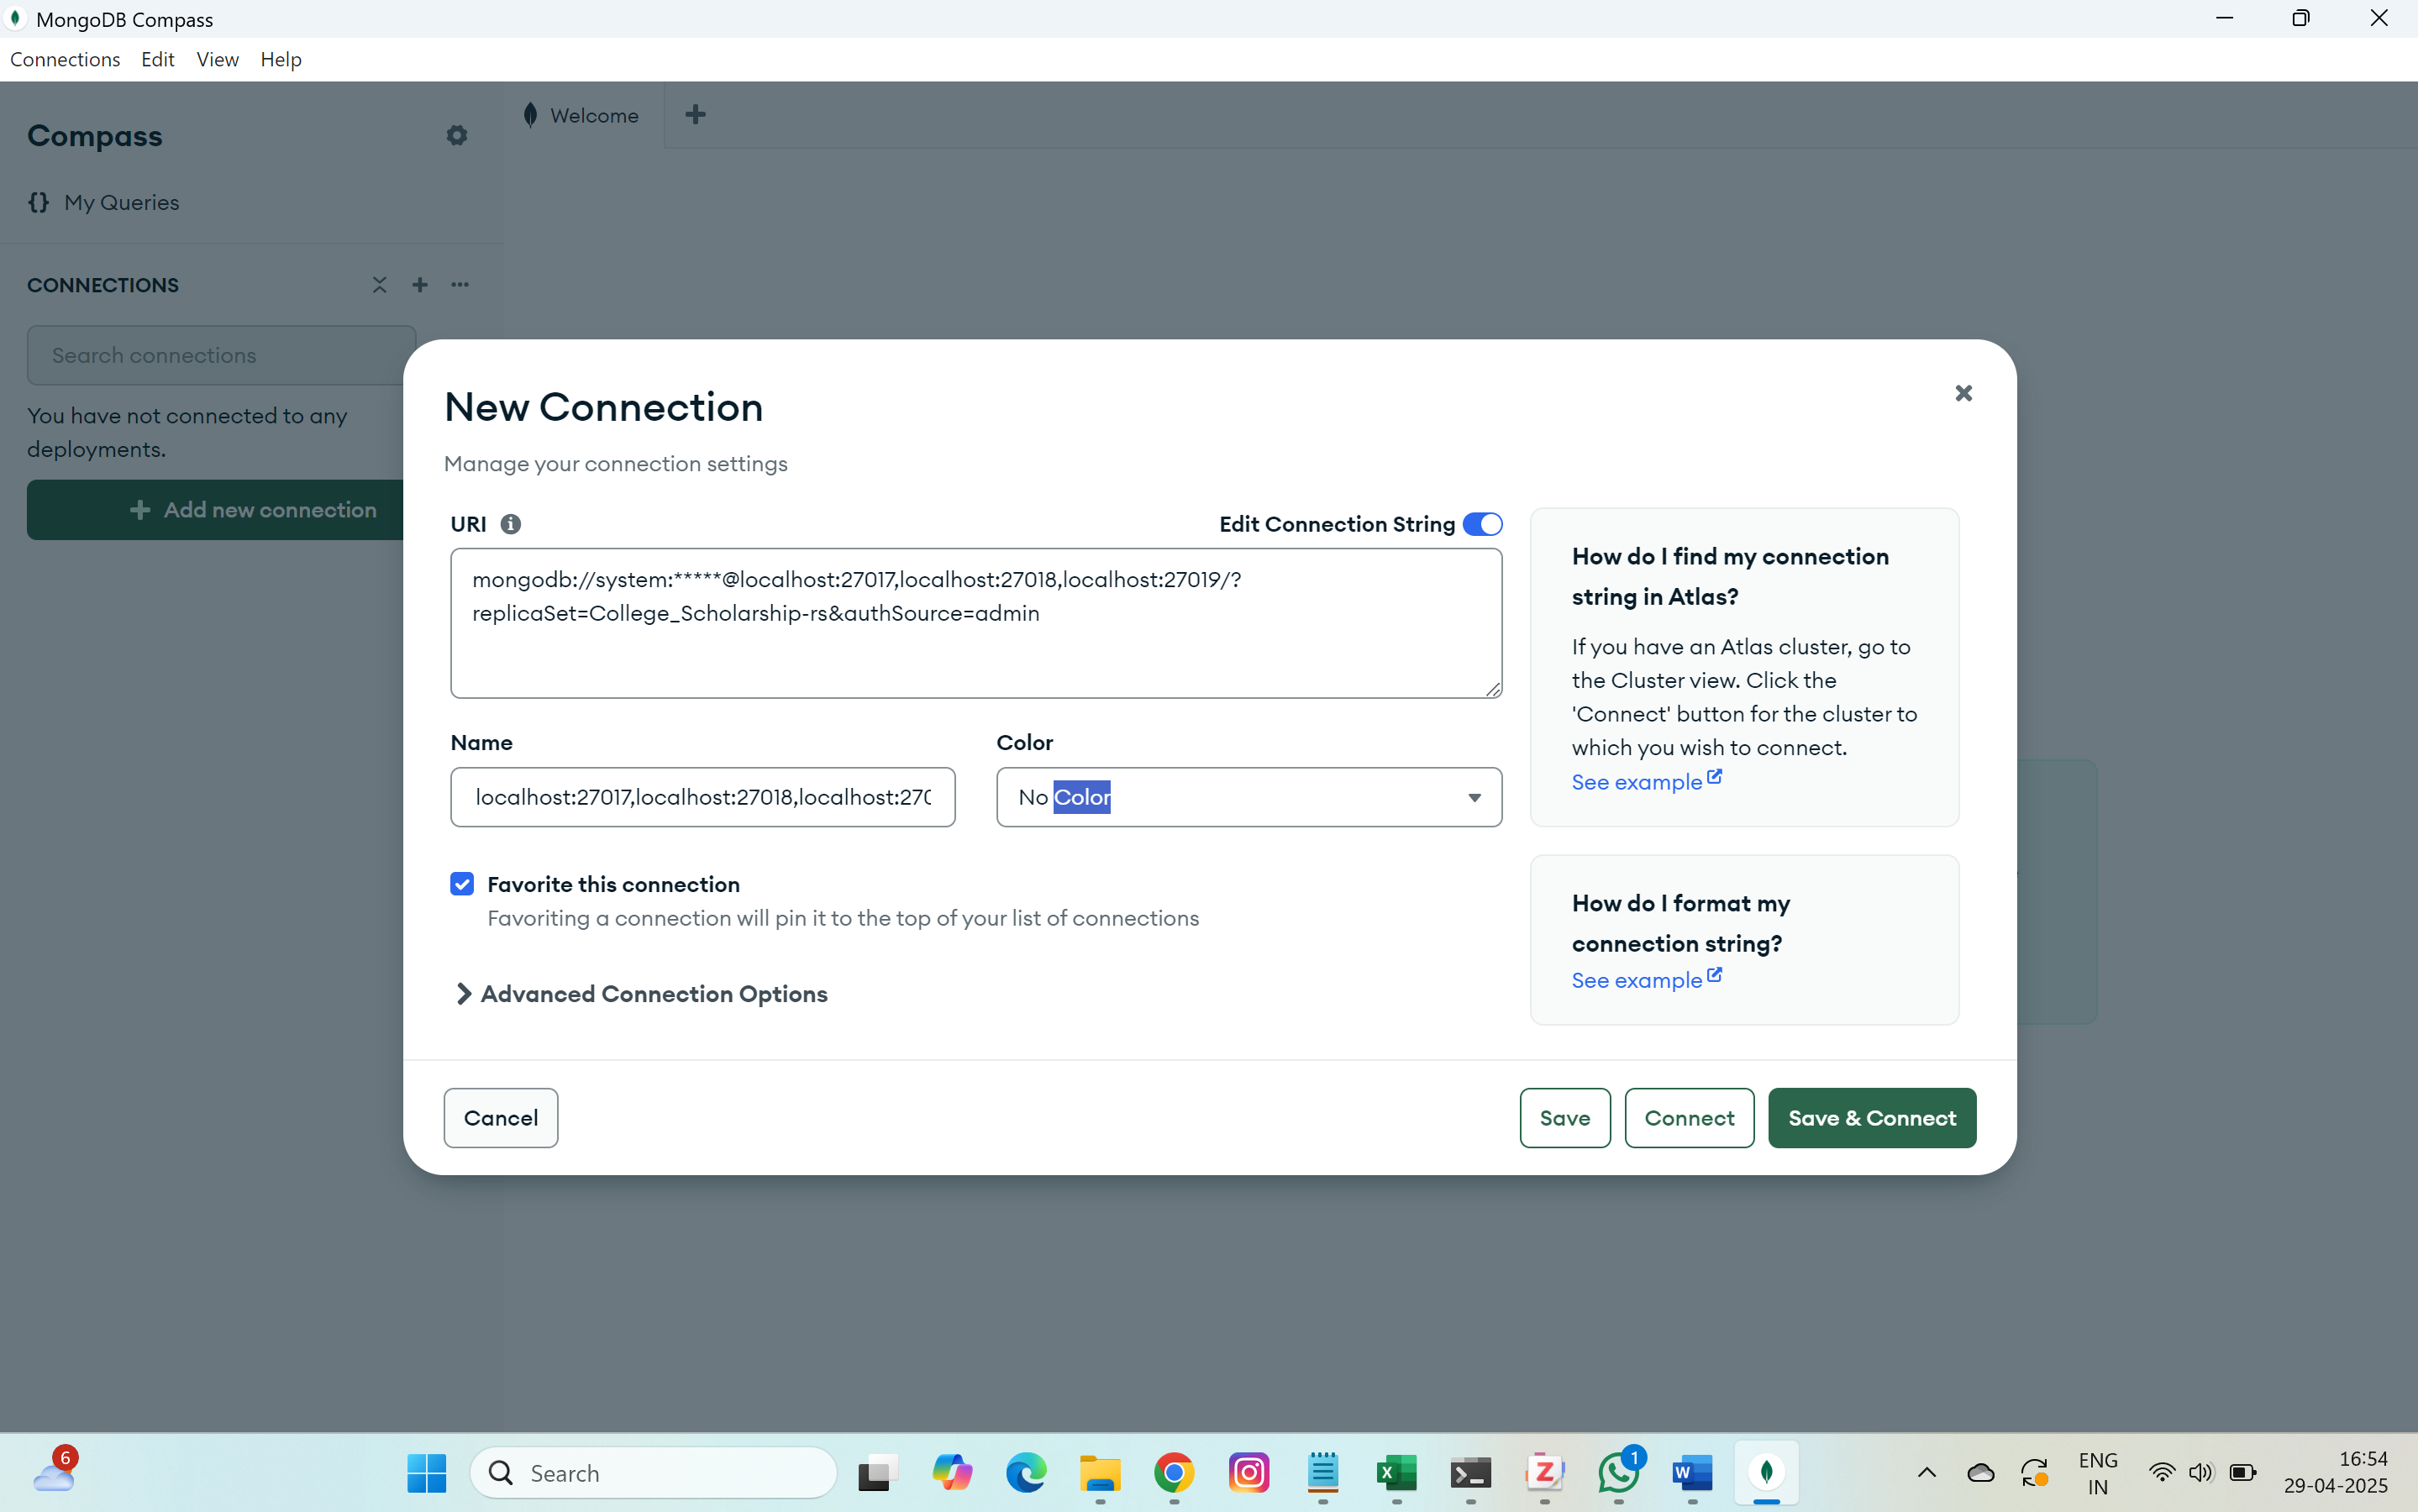 MongoDB Compass
Connections Edit View Help
Compass
Welcome
{} My Queries
CONNECTIONS
Search connections
You have not connected to any
deployments.
Add new connection
New Connection
Manage your connection settings
URI
Edit Connection String
mongodb://system:*****@localhost:27017,localhost:27018,localhost:27019/?
replicaSet=College_Scholarship-rs&authSource=admin
Name
Color
localhost:27017,localhost:27018,localhost:270
No Color
Favorite this connection
Favoriting a connection will pin it to the top of your list of connections
Advanced Connection Options
How do I find my connection
string in Atlas?
If you have an Atlas cluster, go to
the Cluster view. Click the
'Connect' button for the cluster to
which you wish to connect.
See example
How do I format my
connection string?
See example
Cancel
Save
Connect
Save & Connect
6
Search
1
ENG
IN
16:54
29-04-2025